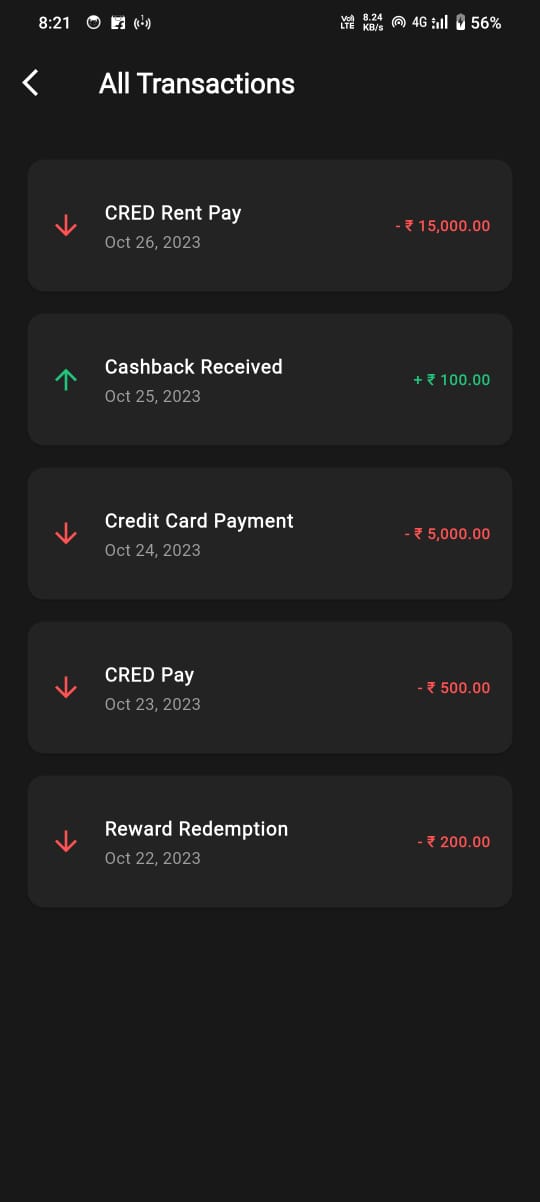 8:21 Vo) LTE 8.24 KB/s 4G 56%
All Transactions
CRED Rent Pay
Oct 26, 2023
- ₹ 15,000.00
Cashback Received
Oct 25, 2023
+ ₹ 100.00
Credit Card Payment
Oct 24, 2023
- ₹ 5,000.00
CRED Pay
Oct 23, 2023
- ₹ 500.00
Reward Redemption
Oct 22, 2023
- ₹ 200.00